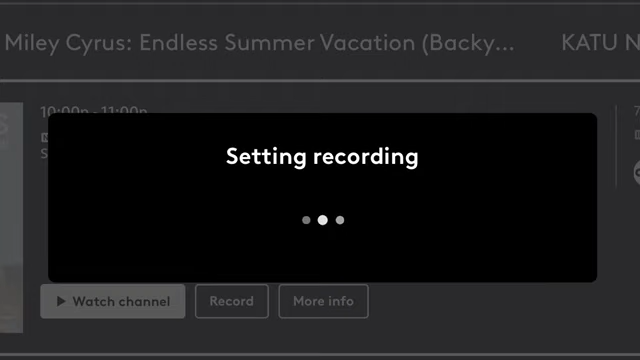 Miley Cyrus: Endless Summer Vacation (Backy...
KATU N
10:00p - 11:00p
Setting recording
Watch channel
Record
More info